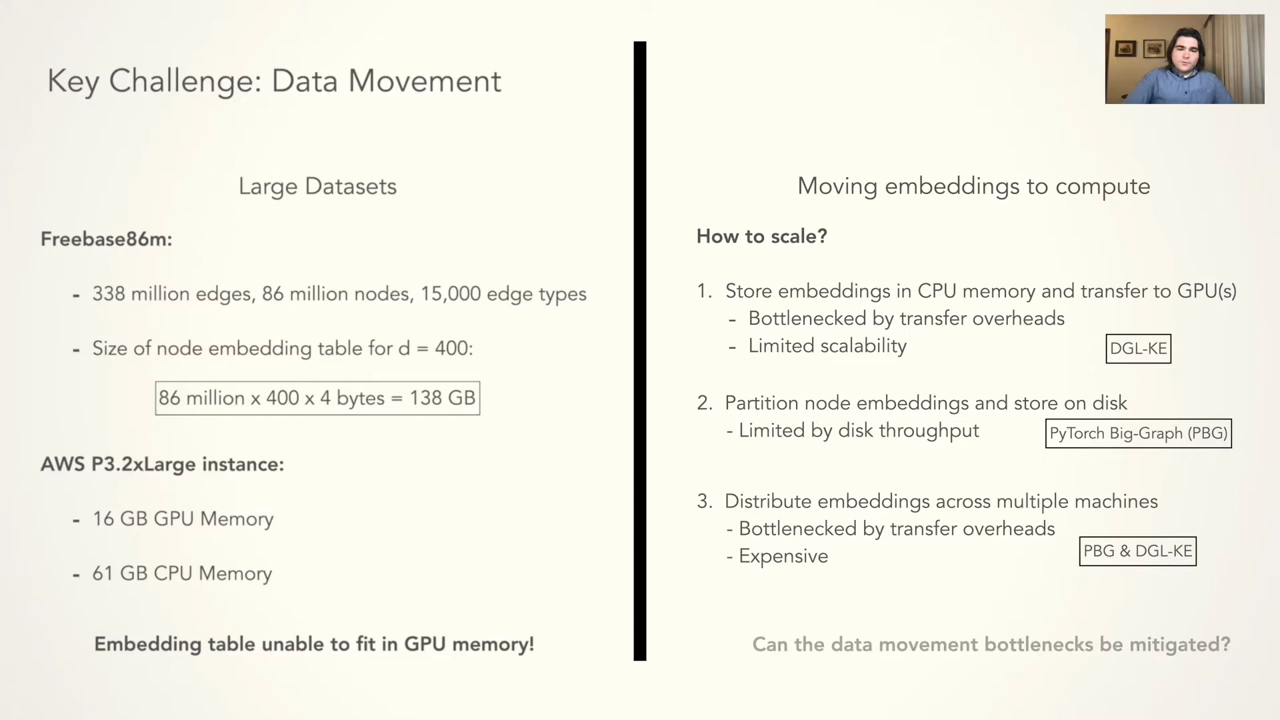 Key Challenge: Data Movement
Large Datasets
Freebase86m:
- 338 million edges, 86 million nodes, 15,000 edge types
- Size of node embedding table for d = 400:
86 million x 400 x 4 bytes = 138 GB
AWS P3.2xLarge instance:
- 16 GB GPU Memory
- 61 GB CPU Memory
Embedding table unable to fit in GPU memory!
Moving embeddings to compute
How to scale?
1. Store embeddings in CPU memory and transfer to GPU(s)
- Bottlenecked by transfer overheads
- Limited scalability
DGL-KE
2. Partition node embeddings and store on disk
- Limited by disk throughput
PyTorch Big-Graph (PBG)
3. Distribute embeddings across multiple machines
- Bottlenecked by transfer overheads
- Expensive
PBG & DGL-KE
Can the data movement bottlenecks be mitigated?